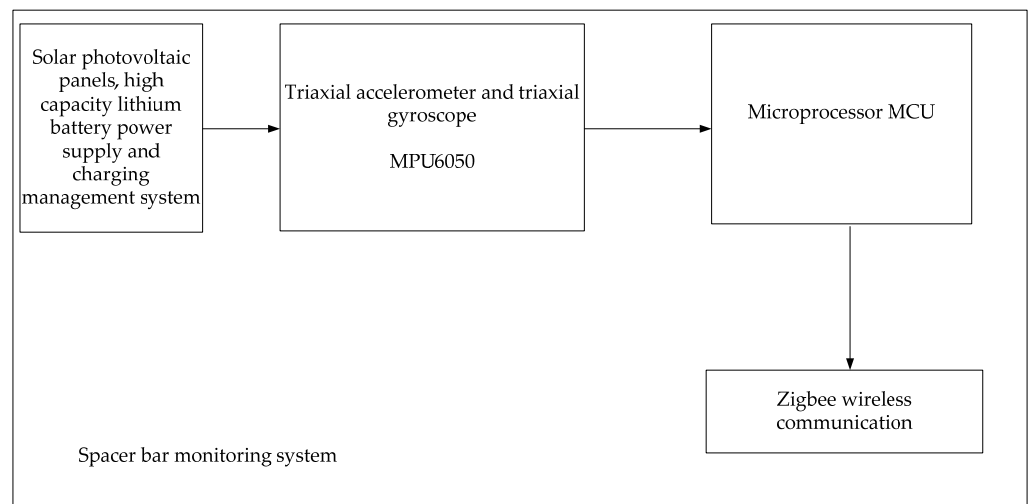 Solar photovoltaic
panels, high
capacity lithium
battery power
supply and
charging
management system
Triaxial accelerometer and triaxial
gyroscope
MPU6050
Microprocessor MCU
Zigbee wireless
communication
Spacer bar monitoring system